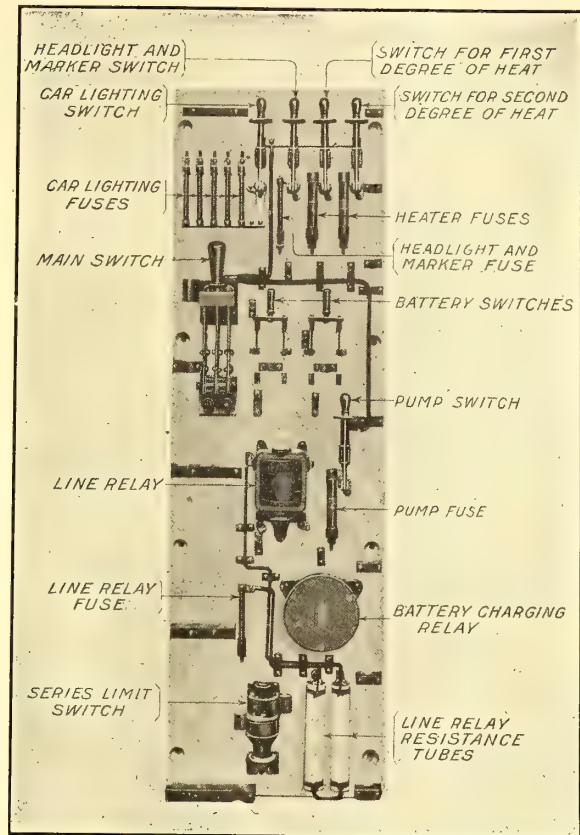 HEADLIGHT AND
MARKER SWITCH
SWITCH FOR FIRST
DEGREE OF HEAT
CAR LIGHTING
SWITCH
SWITCH FOR SECOND
DEGREE OF HEAT
CAR LIGHTING
FUSES
HEATER FUSES
MAIN SWITCH
HEADLIGHT AND
MARKER FUSE
BATTERY SWITCHES
PUMP SWITCH
LINE RELAY
PUMP FUSE
LINE RELAY
FUSE
BATTERY CHARGING
RELAY
SERIES LIMIT
SWITCH
LINE RELAY
RESISTANCE
TUBES